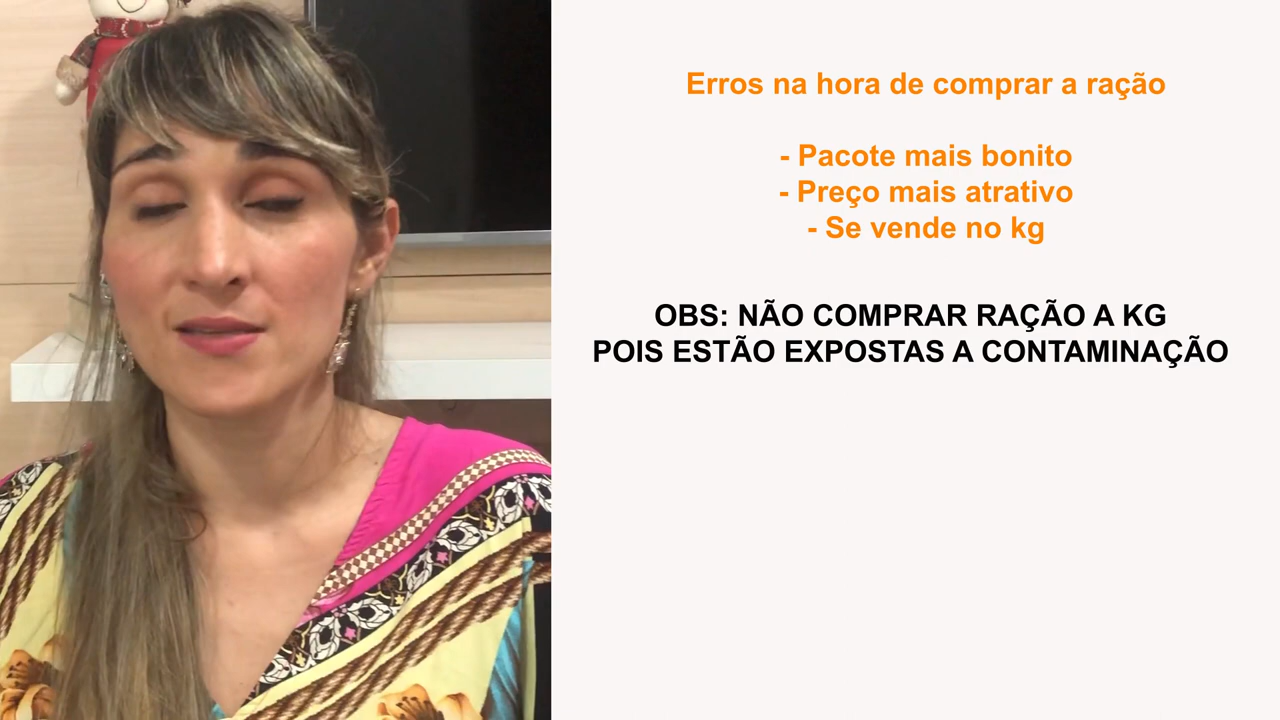 Erros na hora de comprar a ração
- Pacote mais bonito
- Preço mais atrativo
- Se vende no kg
OBS: NÃO COMPRAR RAÇÃO A KG
POIS ESTÃO EXPOSTAS A CONTAMINAÇÃO